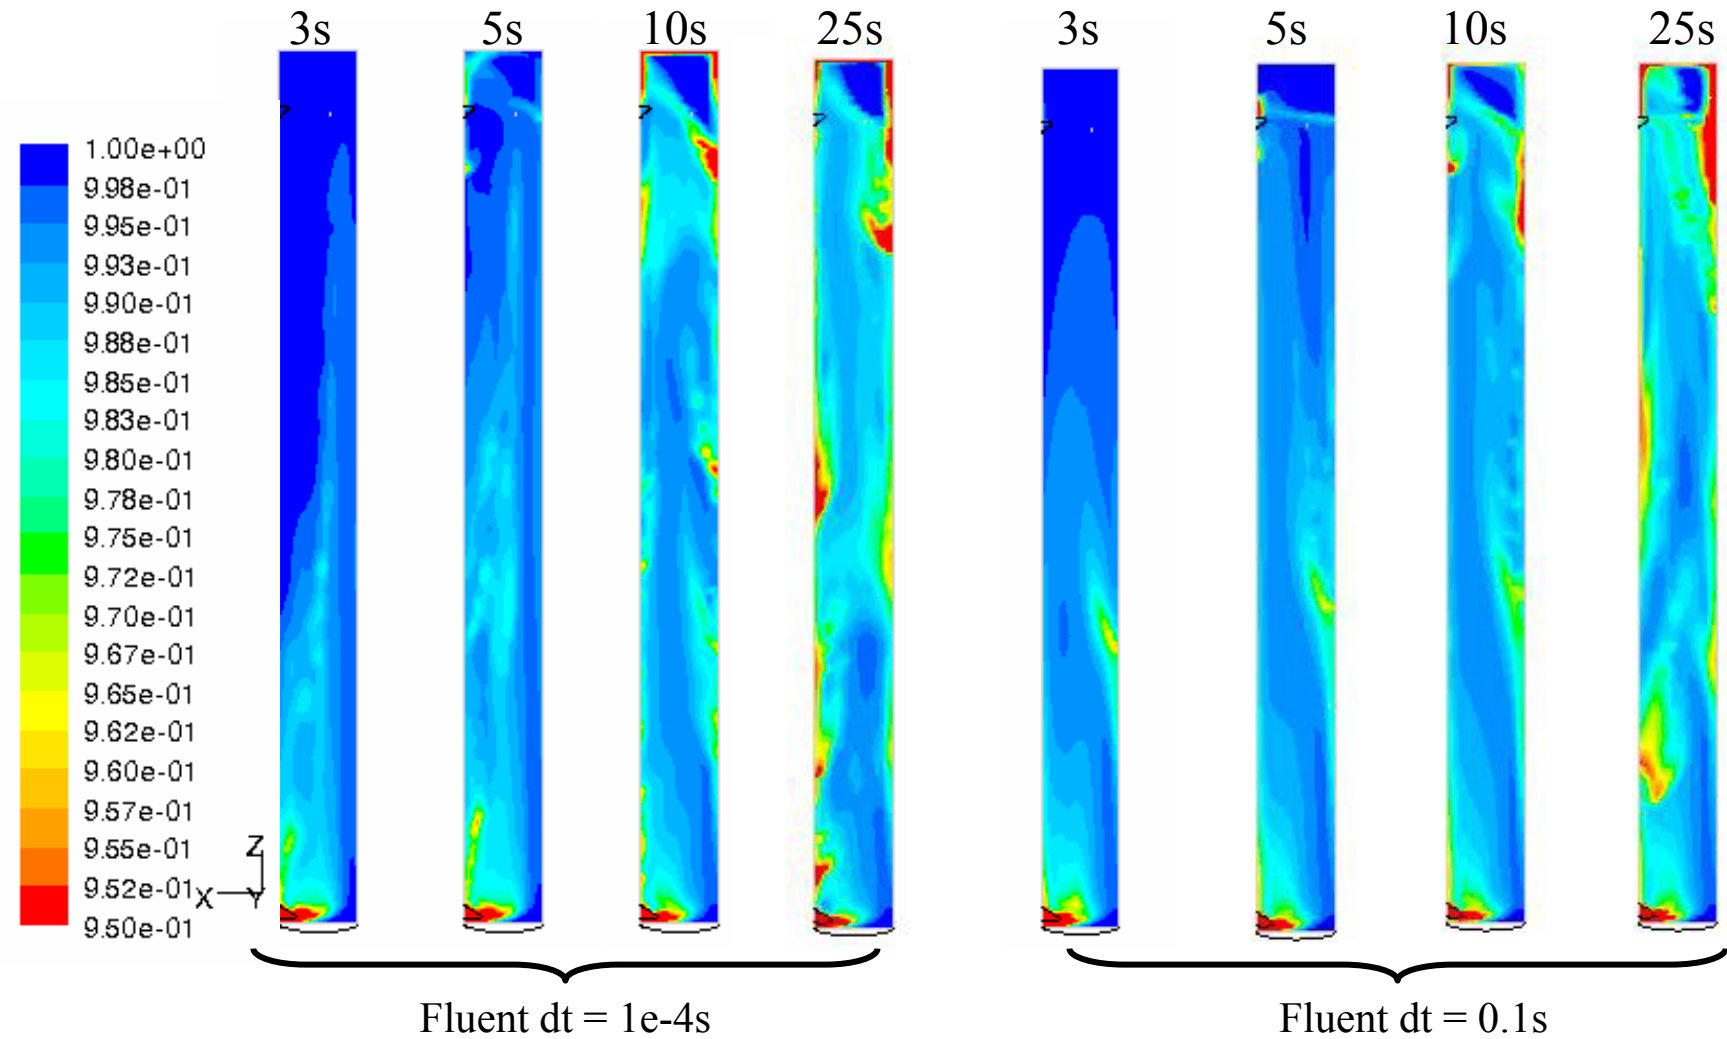 3s 5s 10s 25s 3s 5s 10s 25s
1.00e+00
9.98e-01
9.95e-01
9.93e-01
9.90e-01
9.88e-01
9.85e-01
9.83e-01
9.80e-01
9.78e-01
9.75e-01
9.72e-01
9.70e-01
9.67e-01
9.65e-01
9.62e-01
9.60e-01
9.57e-01
9.55e-01
9.52e-01
9.50e-01
Z
X Y
Fluent dt = 1e-4s Fluent dt = 0.1s